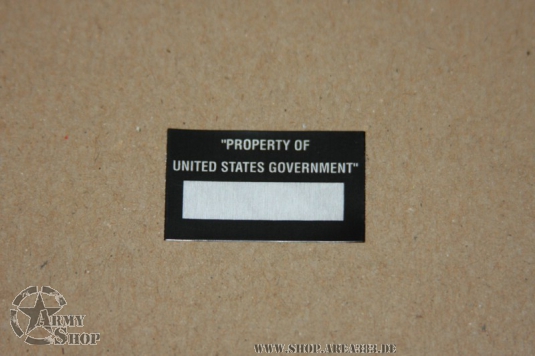 "PROPERTY OF
UNITED STATES GOVERNMENT"
ARMY
SHOP
www.SHOP.AREA383.DE